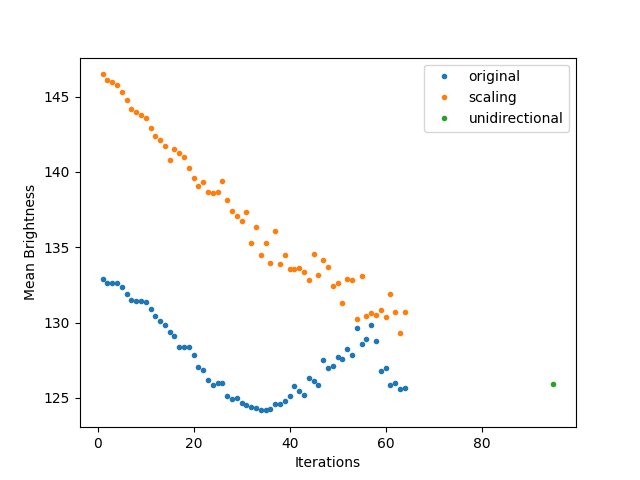 original
scaling
unidirectional
145
140
135
130
125
Mean Brightness
0 20 40 60 80
Iterations